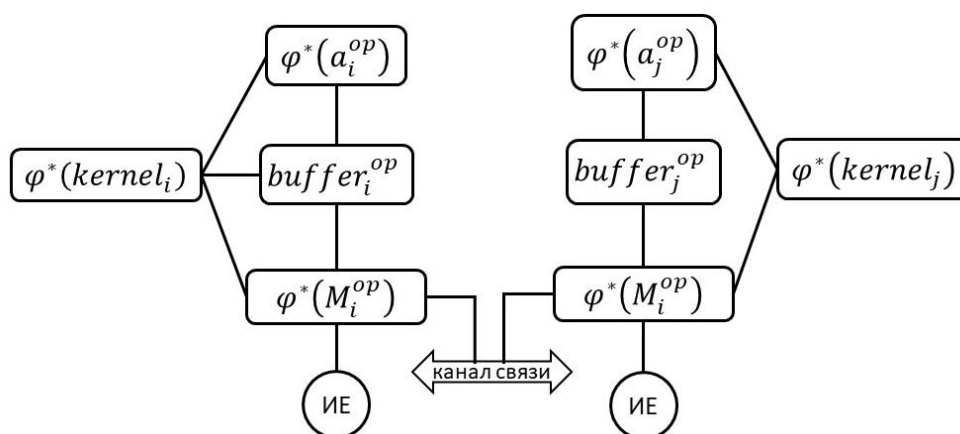 φ*(a_i^{op})
φ*(a_j^{op})
φ*(kernel_i)
buffer_i^{op}
buffer_j^{op}
φ*(kernel_j)
φ*(M_i^{op})
φ*(M_i^{op})
канал связи
ИЕ
ИЕ